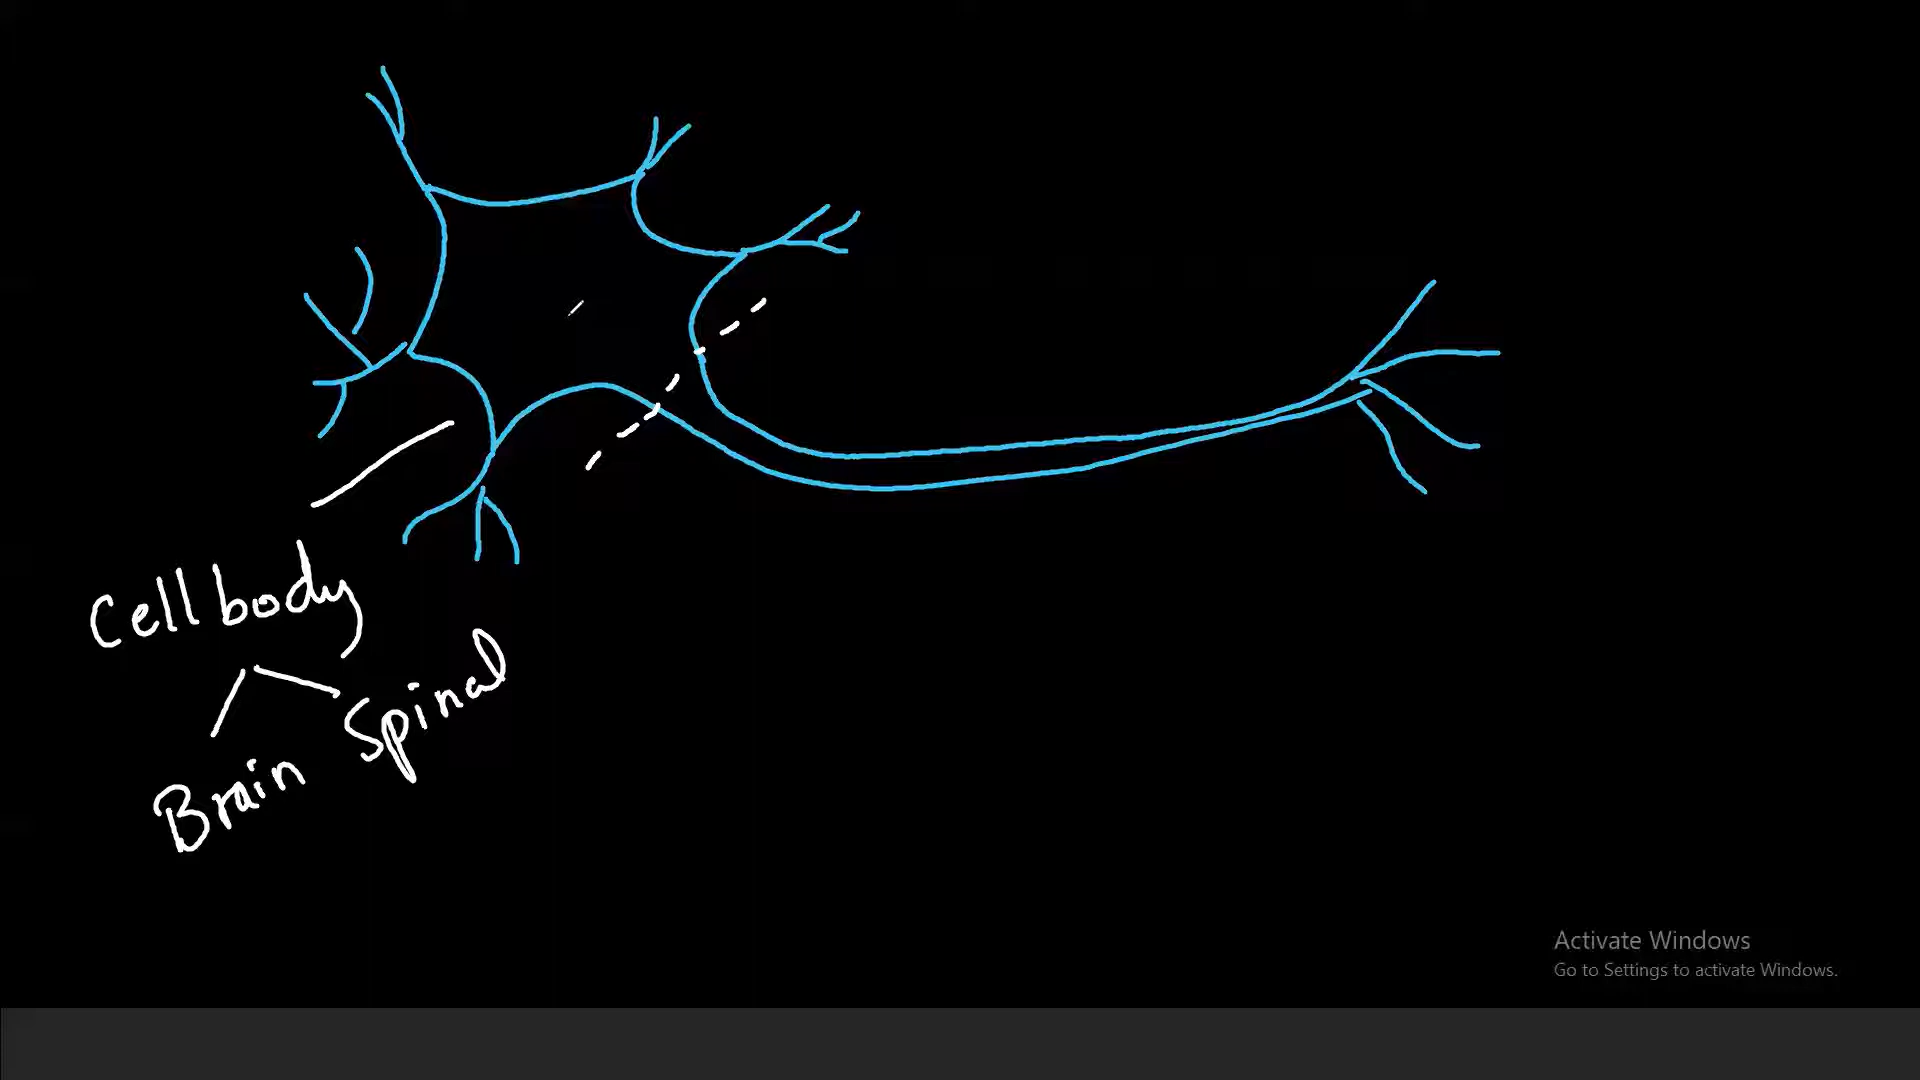 Cell body
Brain Spinal
Activate Windows
Go to Settings to activate Windows.